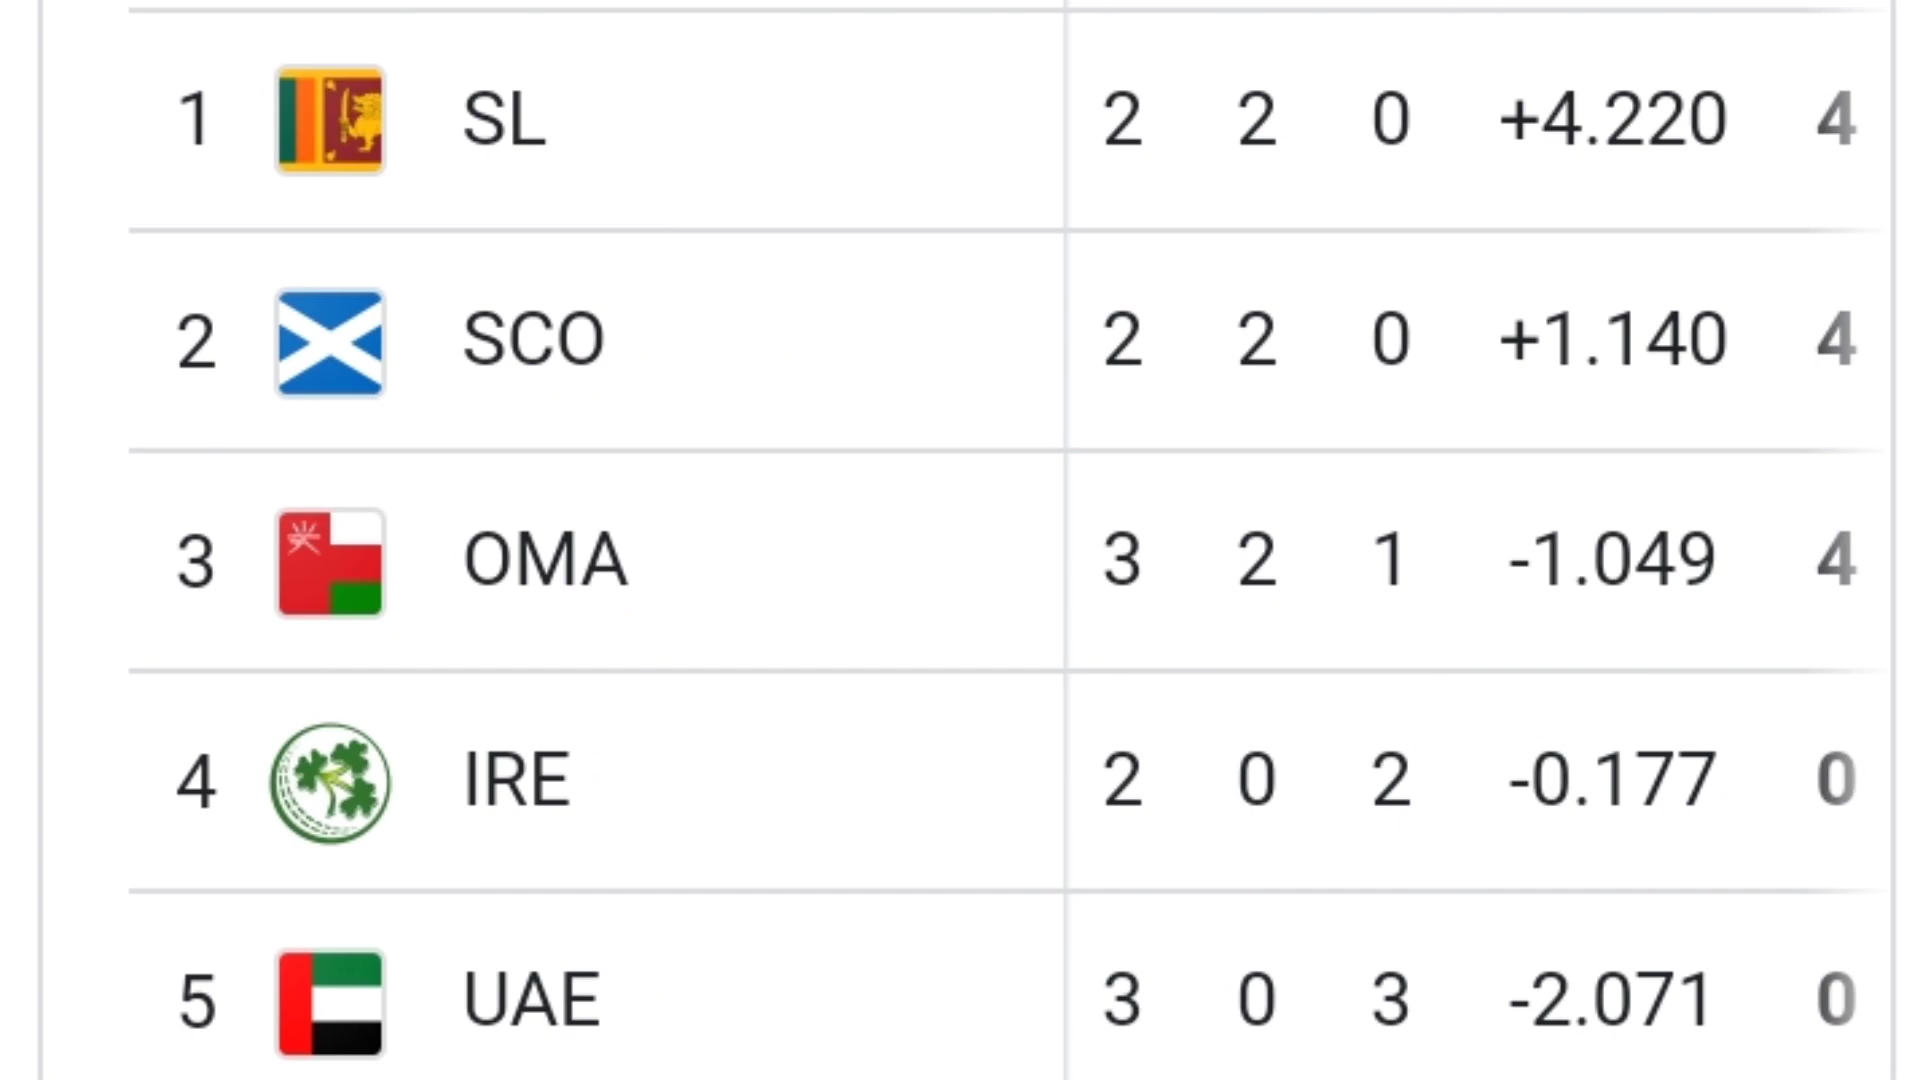 1 SL 2 2 0 +4.220 4
2 SCO 2 2 0 +1.140 4
3 OMA 3 2 1 -1.049 4
4 IRE 2 0 2 -0.177 0
5 UAE 3 0 3 -2.071 0